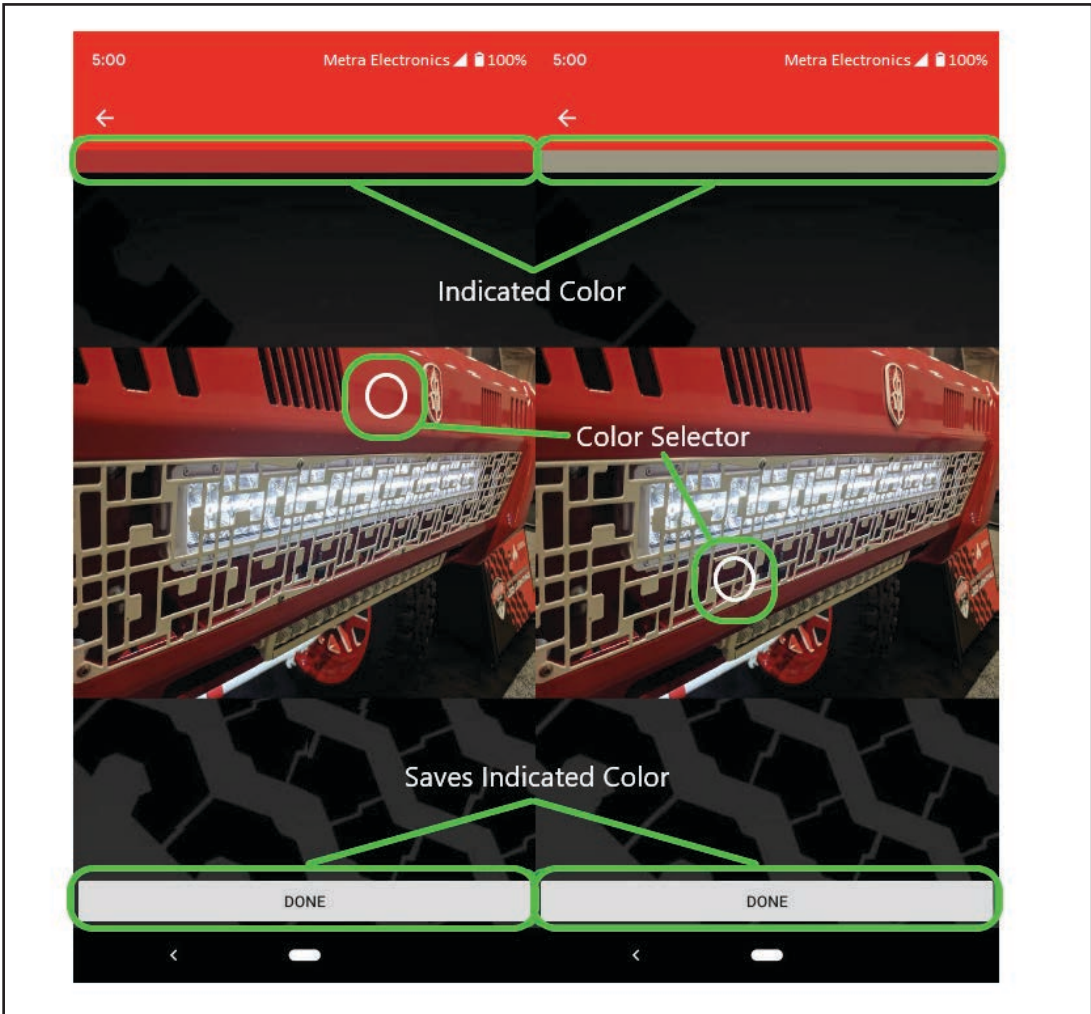 5:00 Metra Electronics 100% 5:00 Metra Electronics 100%
Indicated Color
Color Selector
Saves Indicated Color
DONE DONE